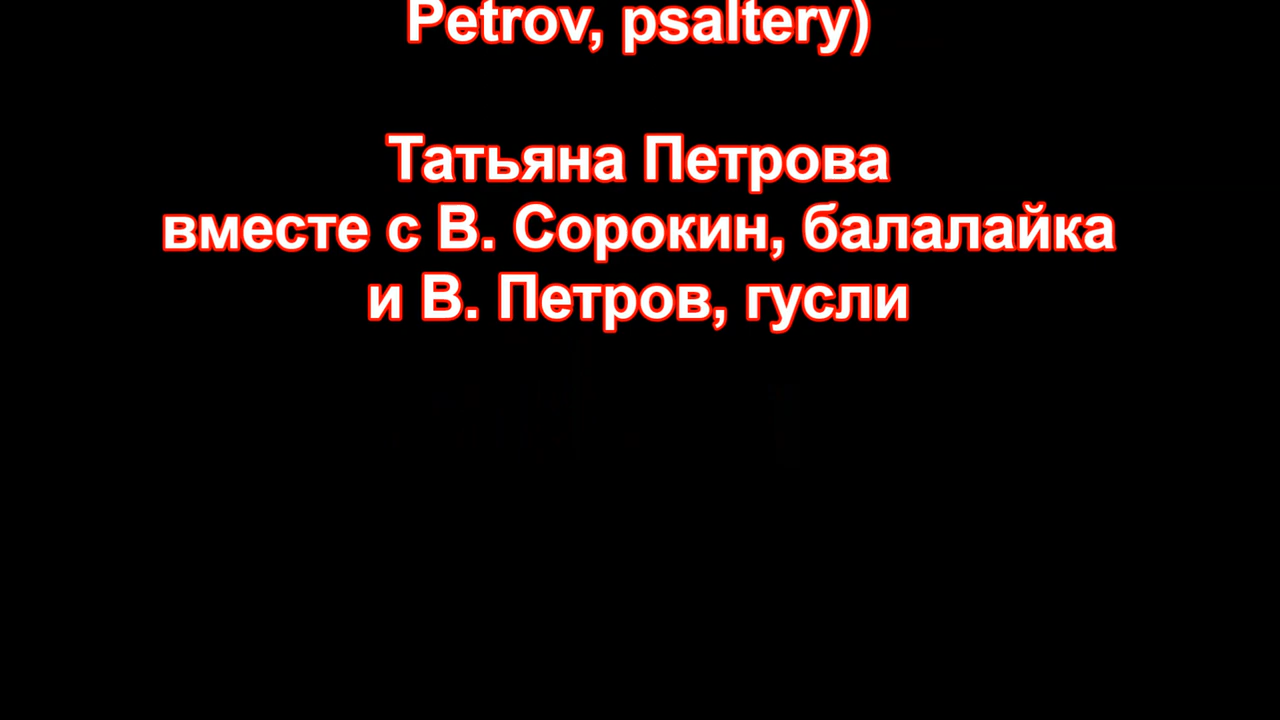 Petrov, psaltery)
Татьяна Петрова
вместе с В. Сорокин, балалайка
и В. Петров, гусли